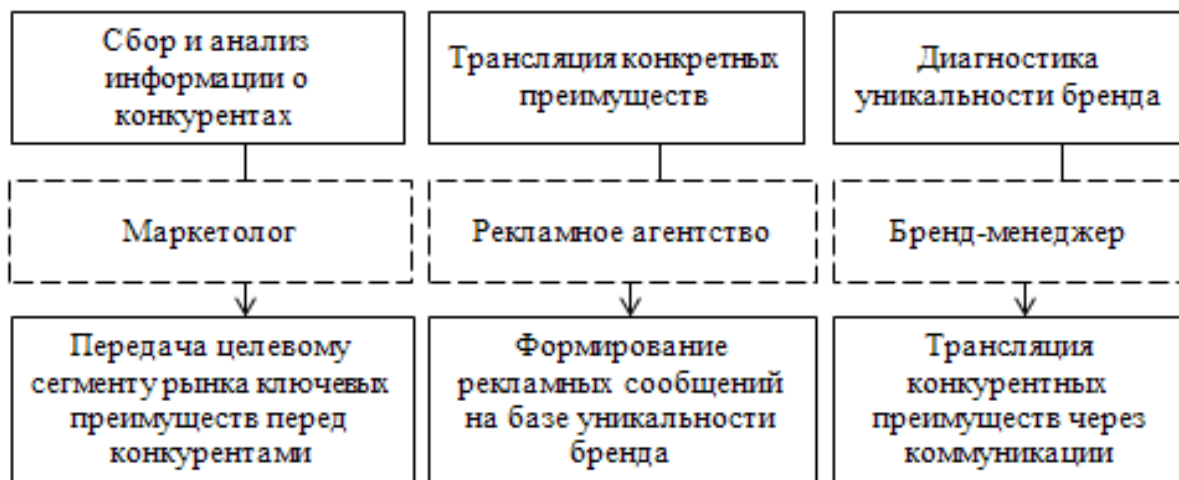 Сбор и анализ
информации о
конкурентах
Трансляция конкретных
преимуществ
Диагностика
уникальности бренда
Маркетолог
Рекламное агентство
Бренд-менеджер
Передача целевому
сегменту рынка ключевых
преимуществ перед
конкурентами
Формирование
рекламных сообщений
на базе уникальности
бренда
Трансляция
конкурентных
преимуществ через
коммуникации